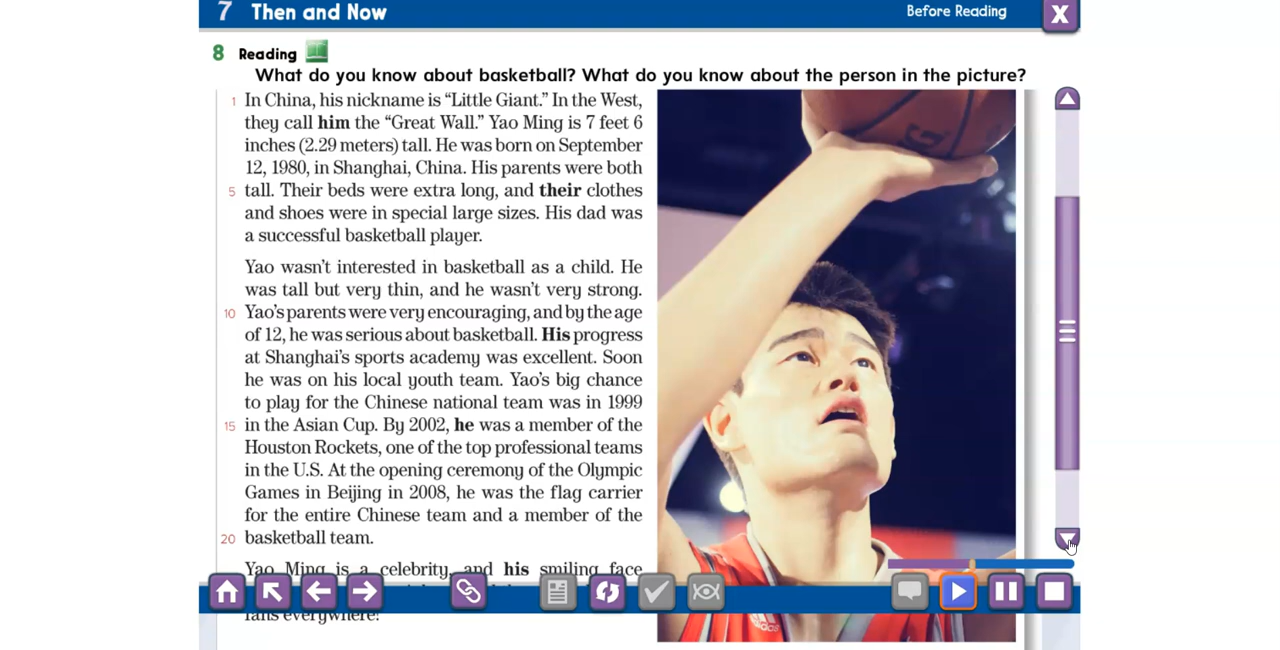 7 Then and Now
Before Reading
X
8 Reading
What do you know about basketball? What do you know about the person in the picture?
1 In China, his nickname is “Little Giant.” In the West,
they call him the “Great Wall.” Yao Ming is 7 feet 6
inches (2.29 meters) tall. He was born on September
12, 1980, in Shanghai, China. His parents were both
5 tall. Their beds were extra long, and their clothes
and shoes were in special large sizes. His dad was
a successful basketball player.
Yao wasn’t interested in basketball as a child. He
was tall but very thin, and he wasn’t very strong.
10 Yao’s parents were very encouraging, and by the age
of 12, he was serious about basketball. His progress
at Shanghai’s sports academy was excellent. Soon
he was on his local youth team. Yao’s big chance
to play for the Chinese national team was in 1999
15 in the Asian Cup. By 2002, he was a member of the
Houston Rockets, one of the top professional teams
in the U.S. At the opening ceremony of the Olympic
Games in Beijing in 2008, he was the flag carrier
for the entire Chinese team and a member of the
20 basketball team.
Yao Ming is a celebrity, and his smiling face
fans everywhere!
adidas